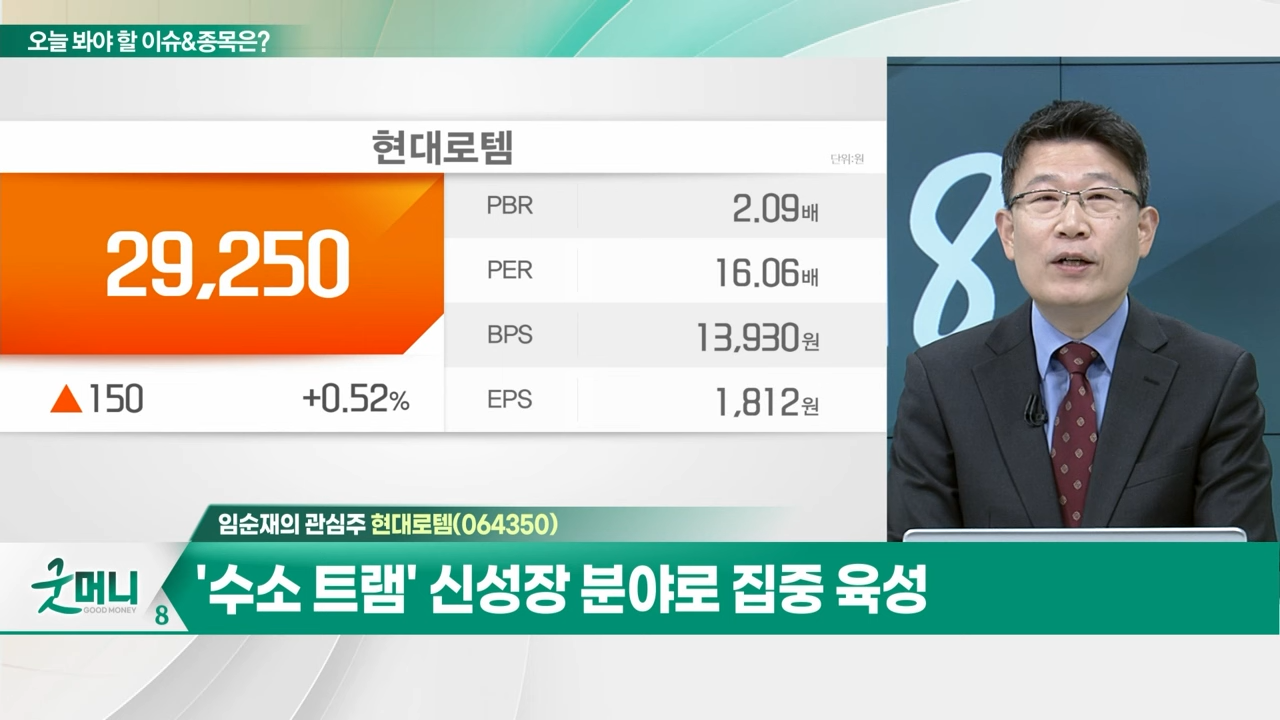 오늘 봐야 할 이슈&종목은?
현대로템
단위:원
29,250
▲150 +0.52%
PBR 2.09배
PER 16.06배
BPS 13,930원
EPS 1,812원
8
임순재의 관심주 현대로템(064350)
'수소 트램' 신성장 분야로 집중 육성
굿머니
GOOD MONEY
8